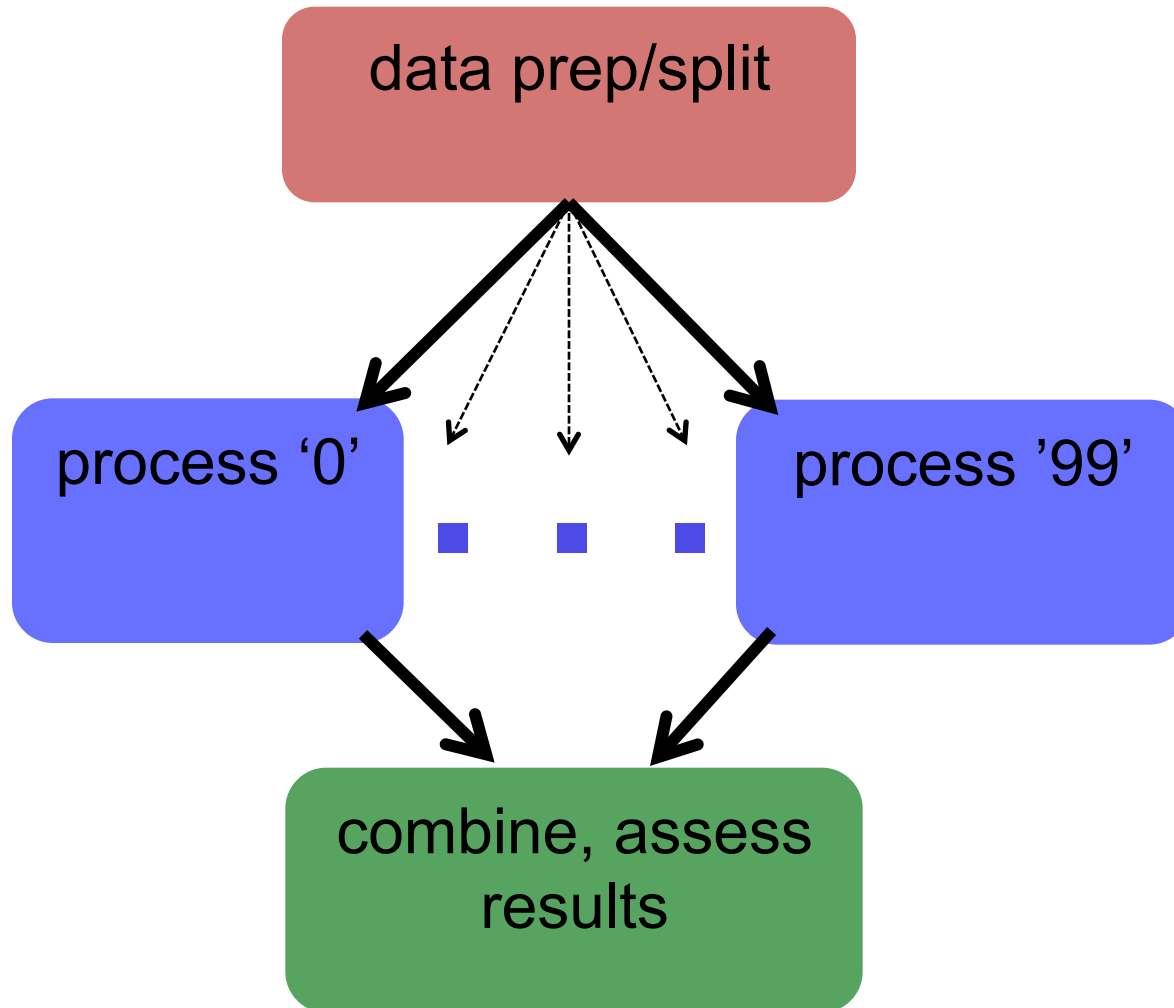 data prep/split
process ‘0’
process ’99’
combine, assess
results